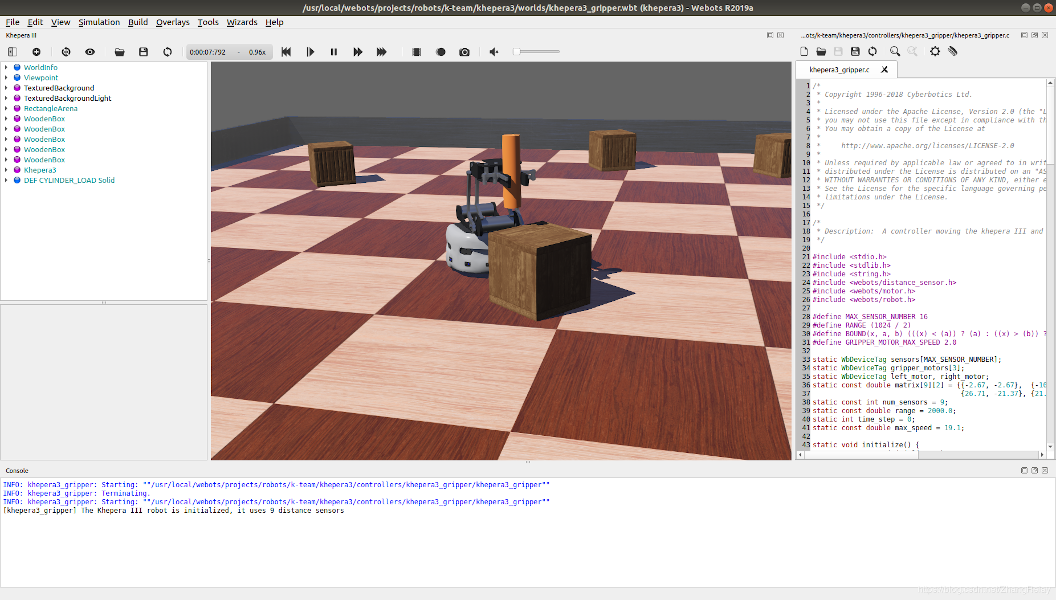 /usr/local/webots/projects/robots/k-team/khepera3/worlds/khepera3_gripper.wbt (khepera3) - Webots R2019a
File Edit View Simulation Build Overlays Tools Wizards Help
Khepera III
0:00:07:792 - 0.96x
WorldInfo
Viewpoint
TexturedBackground
TexturedBackgroundLight
RectangleArena
WoodenBox
WoodenBox
WoodenBox
WoodenBox
WoodenBox
Khepera3
DEF CYLINDER_LOAD Solid
...ots/k-team/khepera3/controllers/khepera3_gripper/khepera3_gripper.c
khepera3_gripper.c
1 /*
2 * Copyright 1996-2018 Cyberbotics Ltd.
3 *
4 * Licensed under the Apache License, Version 2.0 (the "L
5 * you may not use this file except in compliance with th
6 * You may obtain a copy of the License at
7 *
8 * http://www.apache.org/licenses/LICENSE-2.0
9 *
10 * Unless required by applicable law or agreed to in writ
11 * distributed under the License is distributed on an "AS
12 * WITHOUT WARRANTIES OR CONDITIONS OF ANY KIND, either e
13 * See the License for the specific language governing pe
14 * limitations under the License.
15 */
16
17 /*
18 * Description: A controller moving the khepera III and
19 */
20
21 #include <stdio.h>
22 #include <stdlib.h>
23 #include <string.h>
24 #include <webots/distance_sensor.h>
25 #include <webots/motor.h>
26 #include <webots/robot.h>
27
28 #define MAX_SENSOR_NUMBER 16
29 #define RANGE (1024 / 2)
30 #define BOUND(x, a, b) (((x) < (a)) ? (a) : ((x) > (b)) ?
31 #define GRIPPER_MOTOR_MAX_SPEED 2.0
32
33 static WbDeviceTag sensors[MAX_SENSOR_NUMBER];
34 static WbDeviceTag gripper_motors[3];
35 static WbDeviceTag left_motor, right_motor;
36 static const double matrix[9][2] = {{-2.67, -2.67}, {-10
37 {26.71, -21.37}, {21.
38 static const int num_sensors = 9;
39 static const double range = 2000.0;
40 static int time_step = 0;
41 static const double max_speed = 19.1;
42
43 static void initialize() {
Console
INFO: khepera3_gripper: Starting: ""/usr/local/webots/projects/robots/k-team/khepera3/controllers/khepera3_gripper/khepera3_gripper""
INFO: khepera3_gripper: Terminating.
INFO: khepera3_gripper: Starting: ""/usr/local/webots/projects/robots/k-team/khepera3/controllers/khepera3_gripper/khepera3_gripper""
[khepera3_gripper] The Khepera III robot is initialized, it uses 9 distance sensors